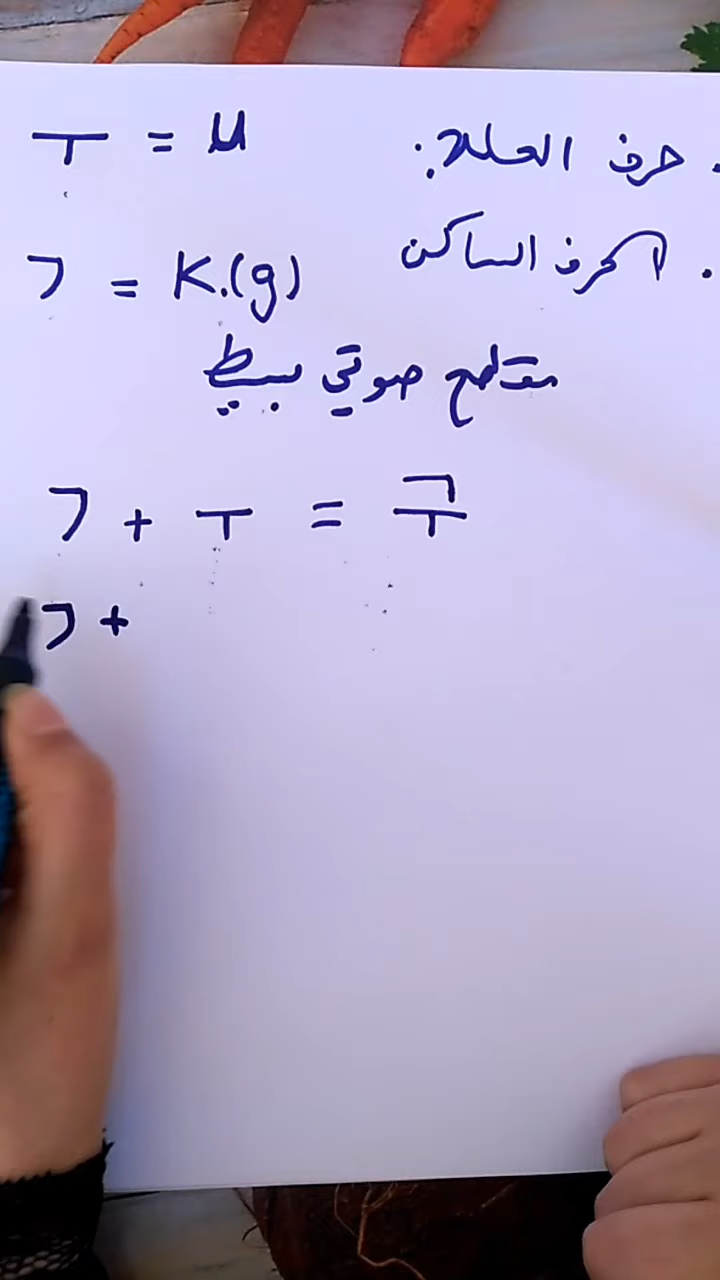 ㅜ = u حرف العلة:
ㄱ = K.(g) الحرف الساكن
مقطع صوتي بسيط
ㄱ + ㅜ = 구
ㄱ +